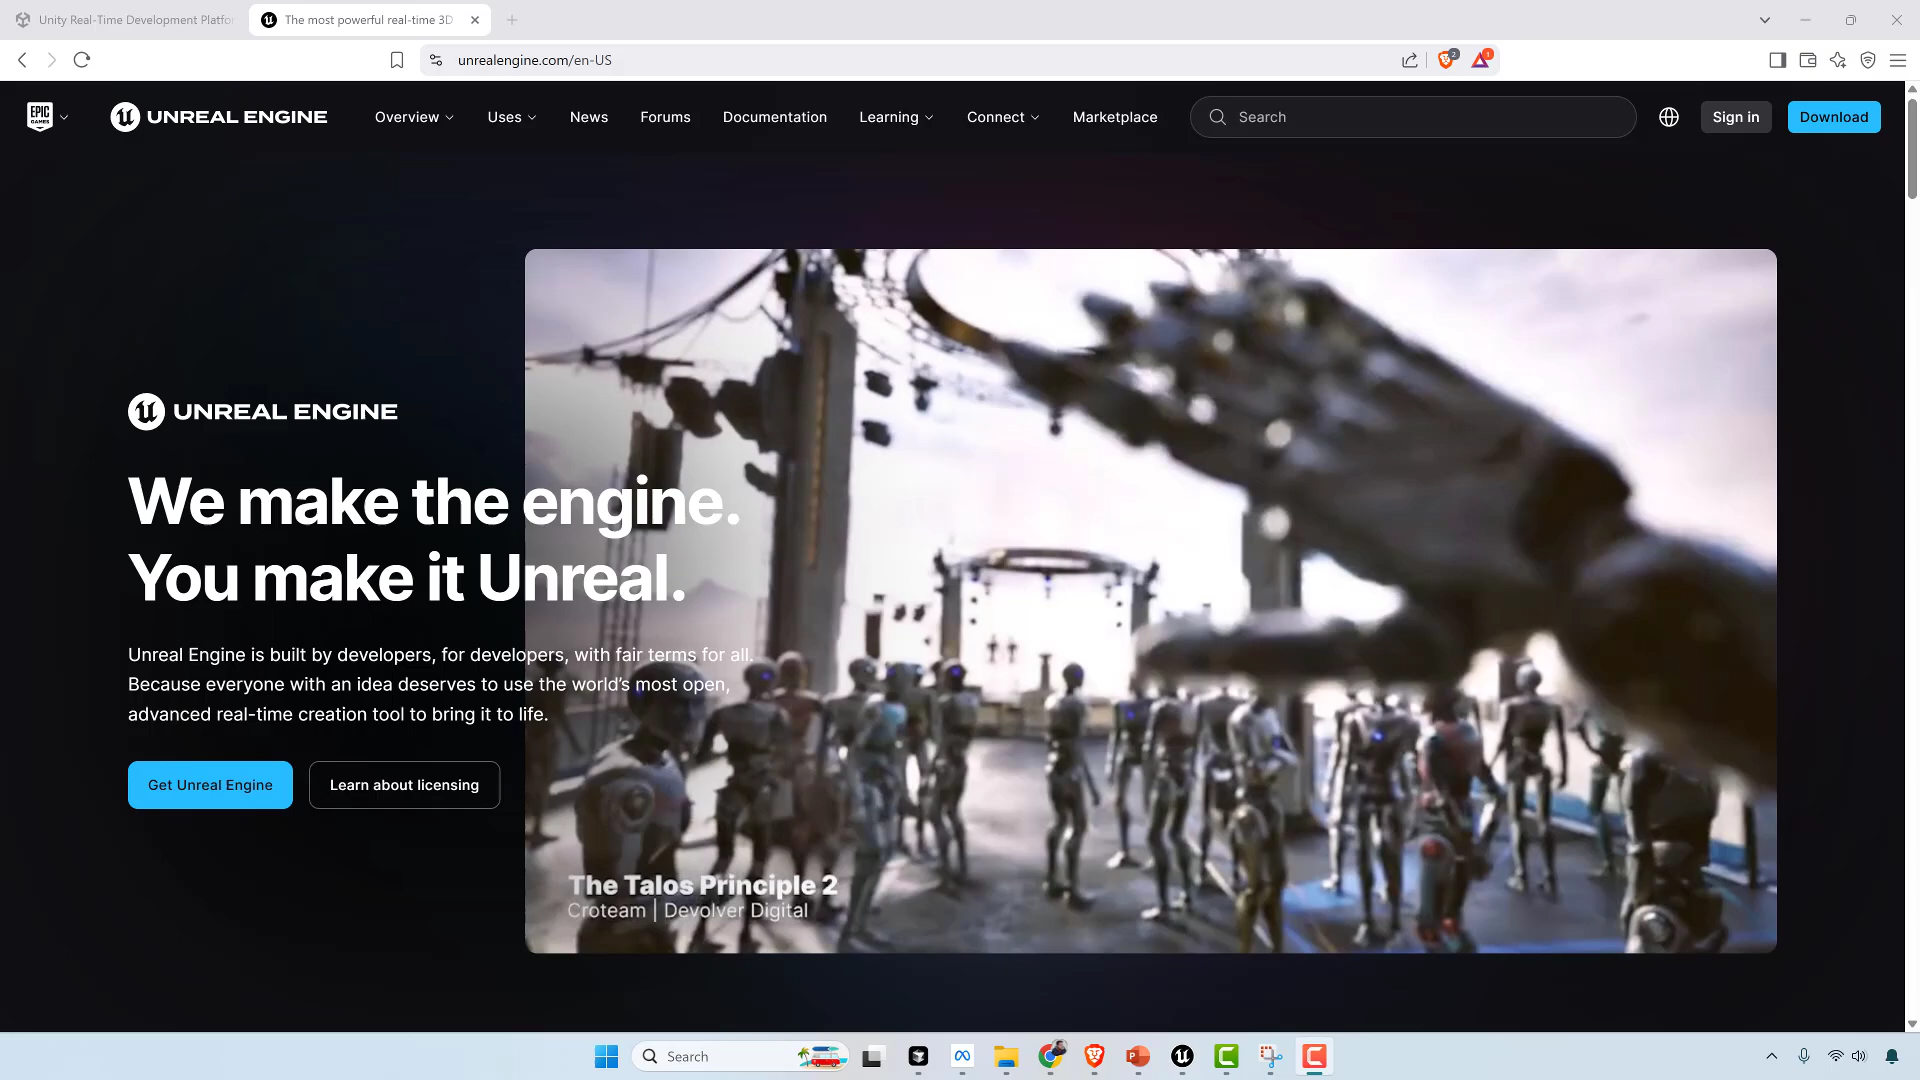 Unity Real-Time Development Platfo
The most powerful real-time 3D
unrealengine.com/en-US
2
1
EPIC GAMES
UNREAL ENGINE
Overview
Uses
News
Forums
Documentation
Learning
Connect
Marketplace
Search
Sign in
Download
UNREAL ENGINE
We make the engine.
You make it Unreal.
Unreal Engine is built by developers, for developers, with fair terms for all.
Because everyone with an idea deserves to use the world’s most open,
advanced real-time creation tool to bring it to life.
Get Unreal Engine
Learn about licensing
The Talos Principle 2
Croteam | Devolver Digital
Search